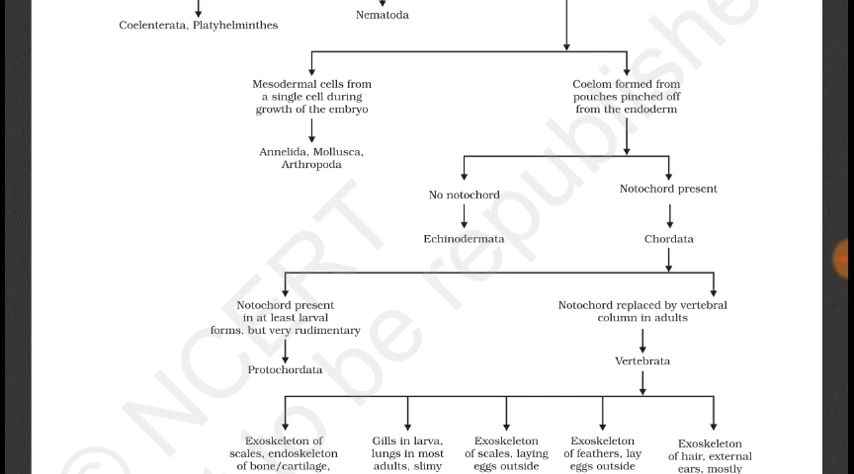 Nematoda
Coelenterata, Platyhelminthes
Mesodermal cells from
a single cell during
growth of the embryo
Coelom formed from
pouches pinched off
from the endoderm
Annelida, Mollusca,
Arthropoda
No notochord
Notochord present
Echinodermata
Chordata
Notochord present
in at least larval
forms, but very rudimentary
Notochord replaced by vertebral
column in adults
Protochordata
Vertebrata
Exoskeleton of
scales, endoskeleton
of bone/cartilage,
Gills in larva,
lungs in most
adults, slimy
Exoskeleton
of scales, laying
eggs outside
Exoskeleton
of feathers, lay
eggs outside
Exoskeleton
of hair, external
ears, mostly
© NCERT
to be republishe